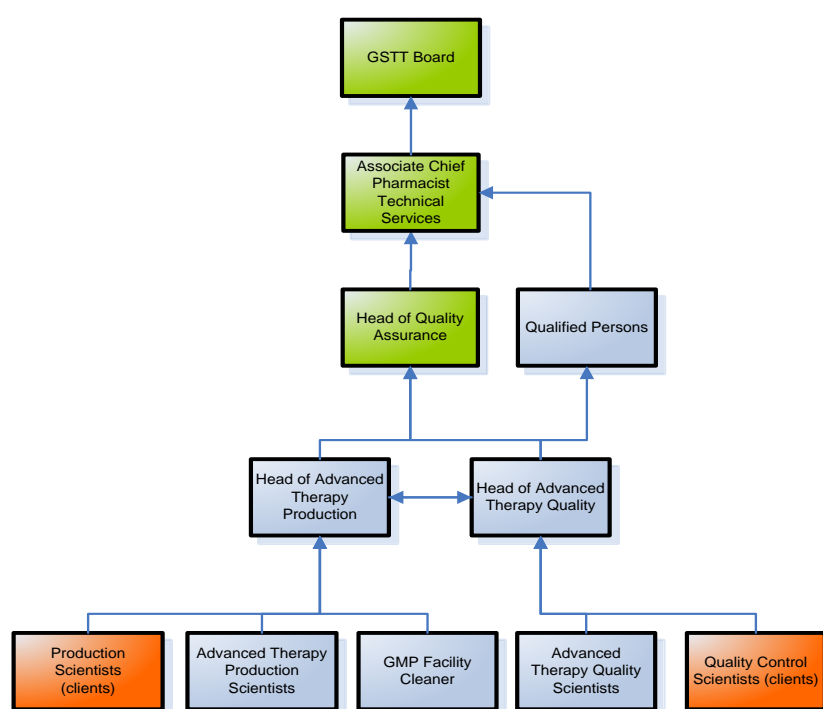 GSTT Board
Associate Chief
Pharmacist
Technical
Services
Head of Quality
Assurance
Qualified Persons
Head of Advanced
Therapy
Production
Head of Advanced
Therapy Quality
Production
Scientists
(clients)
Advanced Therapy
Production
Scientists
GMP Facility
Cleaner
Advanced
Therapy Quality
Scientists
Quality Control
Scientists (clients)